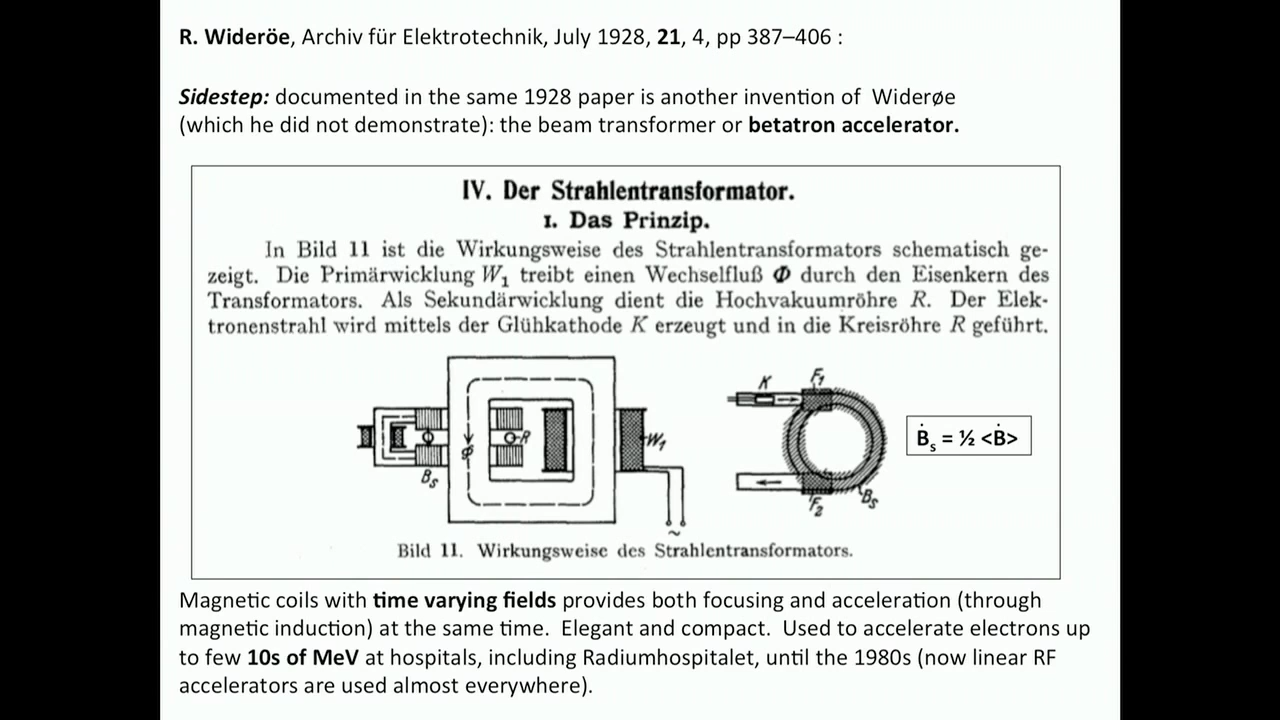 R. Wideröe, Archiv für Elektrotechnik, July 1928, 21, 4, pp 387–406 :
Sidestep: documented in the same 1928 paper is another invention of Widerøe
(which he did not demonstrate): the beam transformer or betatron accelerator.
IV. Der Strahlentransformator.
1. Das Prinzip.
In Bild 11 ist die Wirkungsweise des Strahlentransformators schematisch ge-
zeigt. Die Primärwicklung W₁ treibt einen Wechselfluß Φ durch den Eisenkern des
Transformators. Als Sekundärwicklung dient die Hochvakuumröhre R. Der Elek-
tronenstrahl wird mittels der Glühkathode K erzeugt und in die Kreisröhre R geführt.
K
F₁
R
Φ
W₁
Ḃₛ = ½ <Ḃ>
Bₛ
Bₛ
F₂
~
Bild 11. Wirkungsweise des Strahlentransformators.
Magnetic coils with time varying fields provides both focusing and acceleration (through
magnetic induction) at the same time. Elegant and compact. Used to accelerate electrons up
to few 10s of MeV at hospitals, including Radiumhospitalet, until the 1980s (now linear RF
accelerators are used almost everywhere).